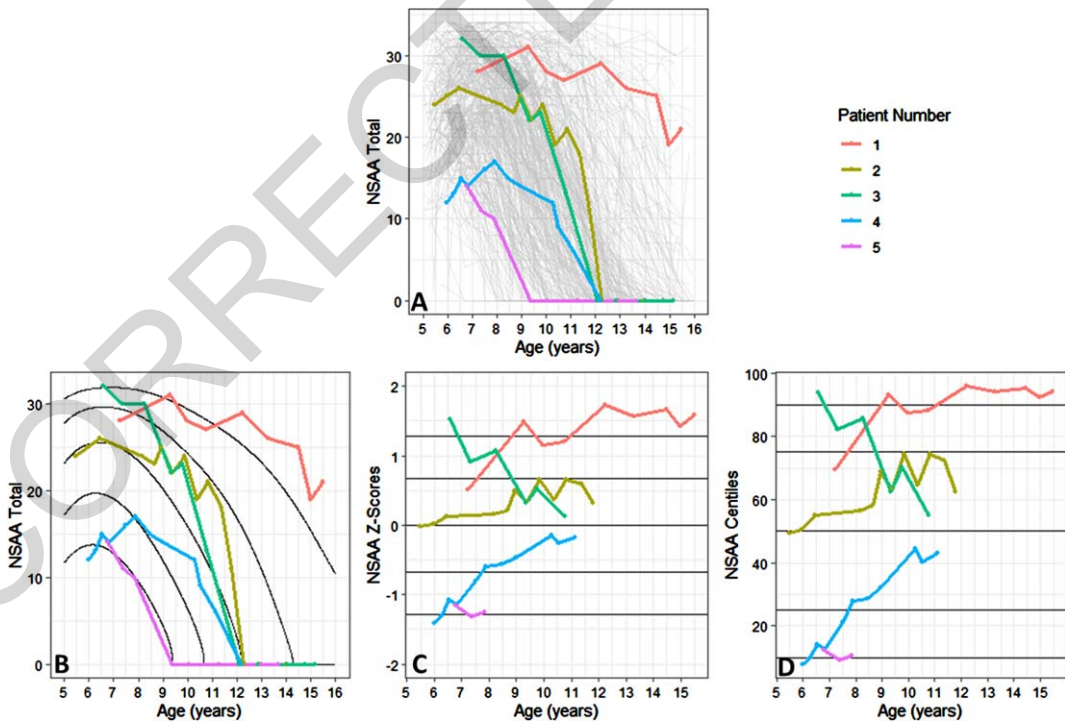 CORRECTE
30
20
10
0
NSAA Total
A
5 6 7 8 9 10 11 12 13 14 15 16
Age (years)
Patient Number
1
2
3
4
5
30
20
10
0
NSAA Total
B
5 6 7 8 9 10 11 12 13 14 15 16
Age (years)
2
1
0
-1
-2
NSAA Z-Scores
C
5 6 7 8 9 10 11 12 13 14 15
Age (years)
100
80
60
40
20
NSAA Centiles
D
5 6 7 8 9 10 11 12 13 14 15
Age (years)